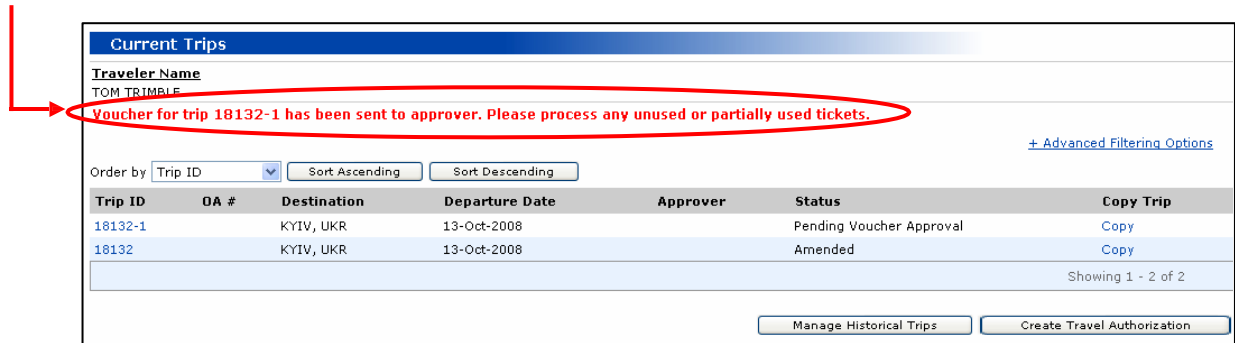 Current Trips
Traveler Name
TOM TRIMBLE
Voucher for trip 18132-1 has been sent to approver. Please process any unused or partially used tickets.
+ Advanced Filtering Options
Order by Trip ID Sort Ascending Sort Descending
Trip ID OA # Destination Departure Date Approver Status Copy Trip
18132-1 KYIV, UKR 13-Oct-2008 Pending Voucher Approval Copy
18132 KYIV, UKR 13-Oct-2008 Amended Copy
Showing 1 - 2 of 2
Manage Historical Trips Create Travel Authorization